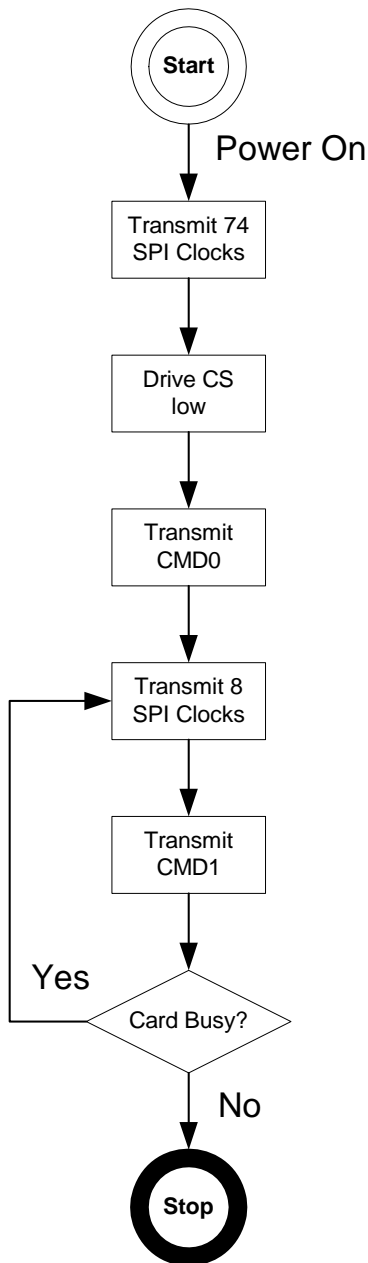 Start
Power On
Transmit 74
SPI Clocks
Drive CS
low
Transmit
CMD0
Transmit 8
SPI Clocks
Transmit
CMD1
Yes
Card Busy?
No
Stop